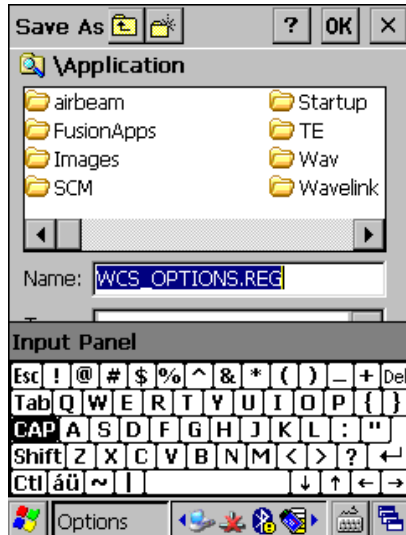 Save As ? OK ×
\Application
airbeam Startup
FusionApps TE
Images Wav
SCM Wavelink
Name: WCS_OPTIONS.REG
Input Panel
Esc ! @ # $ % ^ & * ( ) _ + Del
Tab Q W E R T Y U I O P { }
CAP A S D F G H J K L : "
Shift Z X C V B N M < > ? ↵
Ctl áü ~ | ↓ ↑ ← →
Options